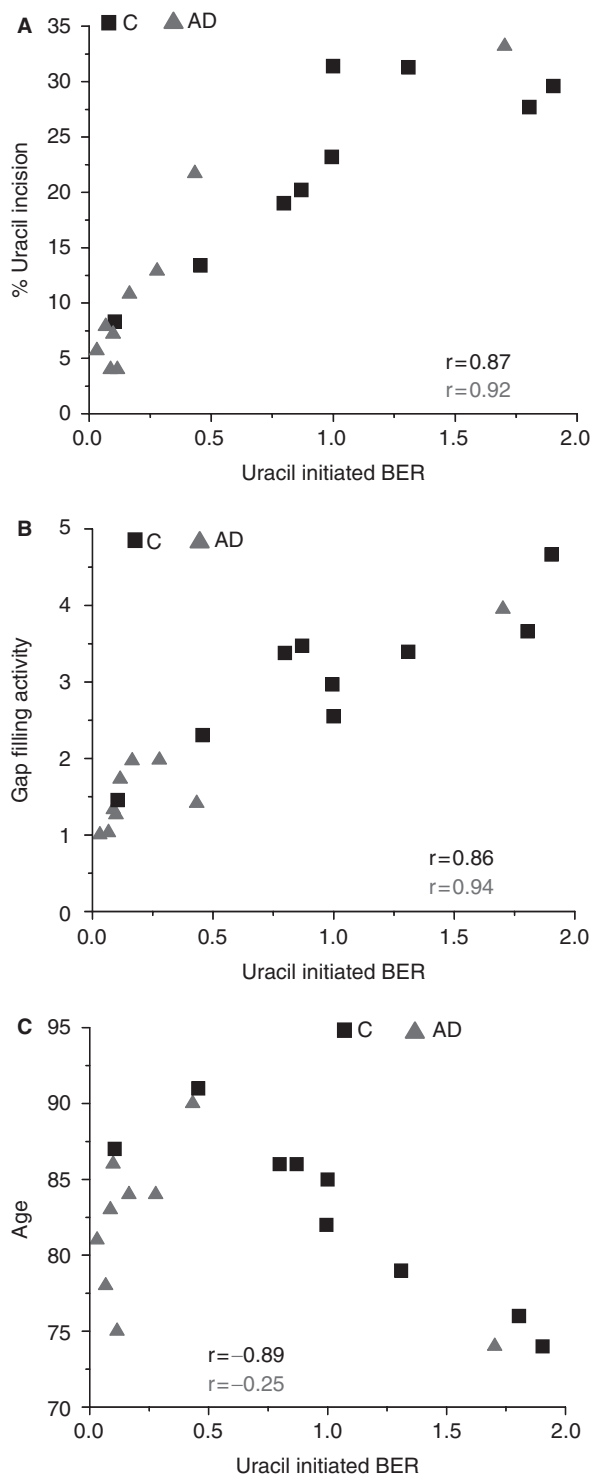 A 35 C AD
30
25
20
15
10
5
0
% Uracil incision
r=0.87
r=0.92
0.0 0.5 1.0 1.5 2.0
Uracil initiated BER
B 5 C AD
4
3
2
1
0
Gap filling activity
r=0.86
r=0.94
0.0 0.5 1.0 1.5 2.0
Uracil initiated BER
C 95 C AD
90
85
80
75
70
Age
r=−0.89
r=−0.25
0.0 0.5 1.0 1.5 2.0
Uracil initiated BER